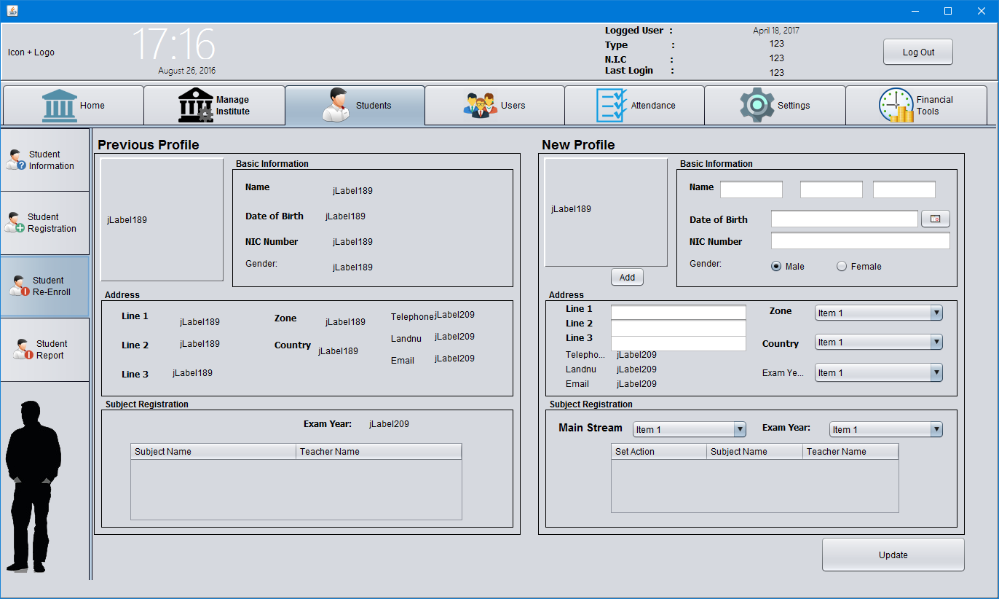 Icon + Logo
17:16
August 26, 2016
Logged User :
April 18, 2017
Type :
123
N.I.C :
123
Last Login :
123
Log Out
Home
Manage
Institute
Students
Users
Attendance
Settings
Financial
Tools
Student
Information
Student
Registration
Student
Re-Enroll
Student
Report
Previous Profile
jLabel189
Basic Information
Name jLabel189
Date of Birth jLabel189
NIC Number jLabel189
Gender: jLabel189
Address
Line 1 jLabel189 Zone jLabel189 Telephone: jLabel209
Line 2 jLabel189 Country jLabel189 Landnu jLabel209
Line 3 jLabel189 Email jLabel209
Subject Registration
Exam Year: jLabel209
Subject Name Teacher Name
New Profile
jLabel189
Add
Basic Information
Name
Date of Birth
NIC Number
Gender: Male Female
Address
Line 1 Zone Item 1
Line 2
Line 3 Country Item 1
Telepho... jLabel209
Landnu jLabel209 Exam Ye... Item 1
Email jLabel209
Subject Registration
Main Stream Item 1 Exam Year: Item 1
Set Action Subject Name Teacher Name
Update